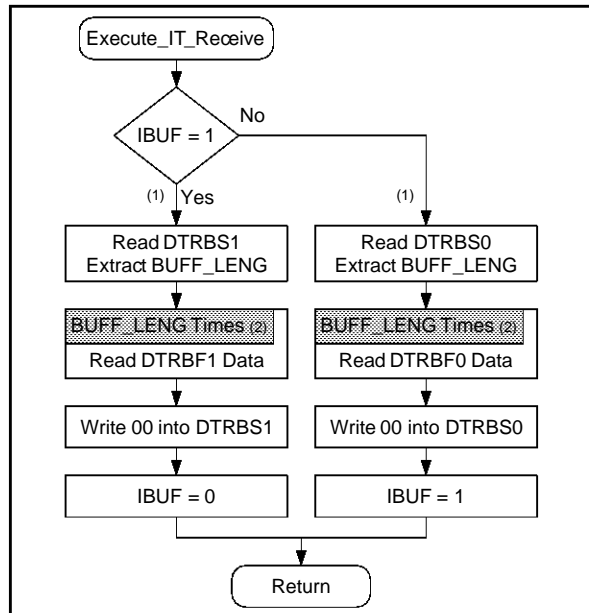 Execute_IT_Receive
IBUF = 1
No
(1) Yes
(1)
Read DTRBS1
Extract BUFF_LENG
Read DTRBS0
Extract BUFF_LENG
BUFF_LENG Times (2)
Read DTRBF1 Data
BUFF_LENG Times (2)
Read DTRBF0 Data
Write 00 into DTRBS1
Write 00 into DTRBS0
IBUF = 0
IBUF = 1
Return